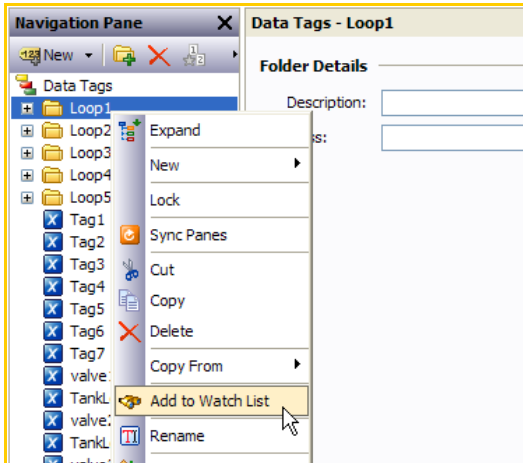 Navigation Pane
Data Tags - Loop1
New
Folder Details
Data Tags
Description:
Loop1
Loop2
Expand
ss:
Loop3
New
Loop4
Lock
Loop5
Tag1
Sync Panes
Tag2
Tag3
Cut
Tag4
Copy
Tag5
Tag6
Delete
Tag7
Copy From
valve
TankL
Add to Watch List
valve2
TankL
Rename